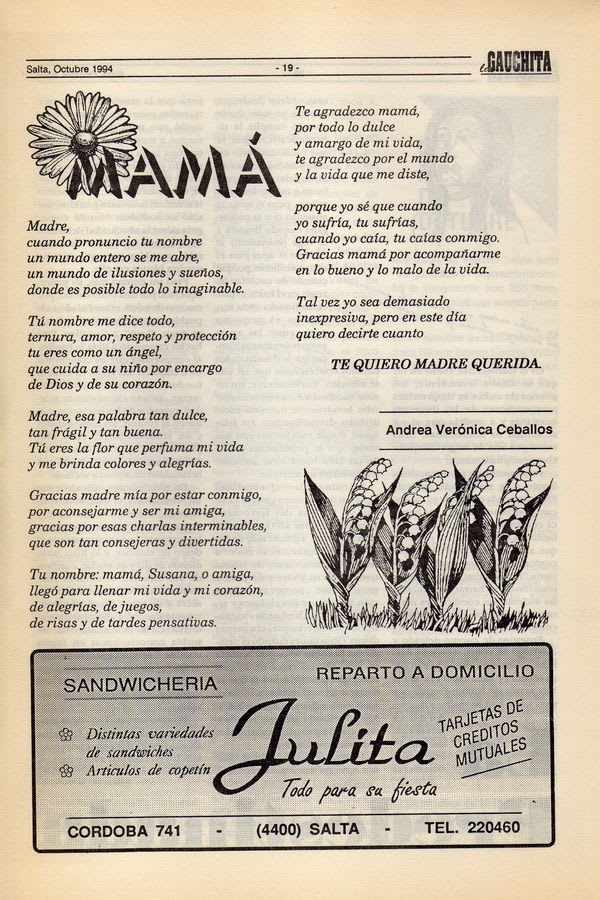 Salta, Octubre 1994
- 19 -
la GAUCHITA
MAMÁ
Madre,
cuando pronuncio tu nombre
un mundo entero se me abre,
un mundo de ilusiones y sueños,
donde es posible todo lo imaginable.
Tú nombre me dice todo,
ternura, amor, respeto y protección
tu eres como un ángel,
que cuida a su niño por encargo
de Dios y de su corazón.
Madre, esa palabra tan dulce,
tan frágil y tan buena.
Tú eres la flor que perfuma mi vida
y me brinda colores y alegrías.
Gracias madre mía por estar conmigo,
por aconsejarme y ser mi amiga,
gracias por esas charlas interminables,
que son tan consejeras y divertidas.
Tu nombre: mamá, Susana, o amiga,
llegó para llenar mi vida y mi corazón,
de alegrías, de juegos,
de risas y de tardes pensativas.
Te agradezco mamá,
por todo lo dulce
y amargo de mi vida,
te agradezco por el mundo
y la vida que me diste,
porque yo sé que cuando
yo sufría, tu sufrías,
cuando yo caía, tu caías conmigo.
Gracias mamá por acompañarme
en lo bueno y lo malo de la vida.
Tal vez yo sea demasiado
inexpresiva, pero en este día
quiero decirte cuanto
TE QUIERO MADRE QUERIDA.
Andrea Verónica Ceballos
SANDWICHERIA
REPARTO A DOMICILIO
Distintas variedades
de sandwiches
Artículos de copetín
Julita
Todo para su fiesta
TARJETAS DE
CREDITOS
MUTUALES
CORDOBA 741 - (4400) SALTA - TEL. 220460